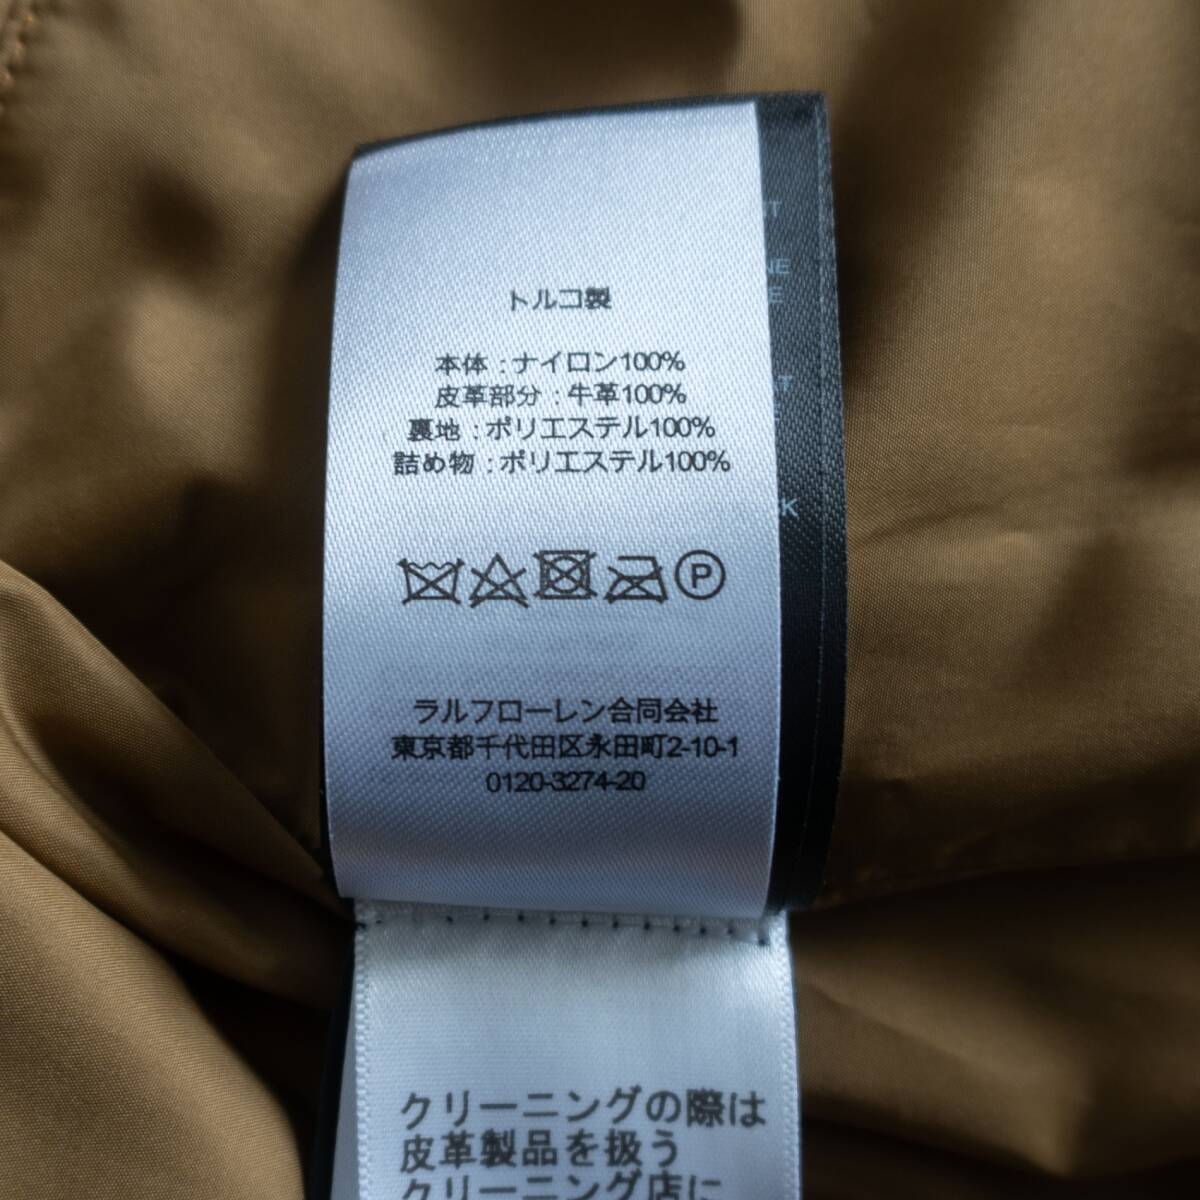 トルコ製
本体 : ナイロン100%
皮革部分 : 牛革100%
裏地 : ポリエステル100%
詰め物 : ポリエステル100%
P
ラルフローレン合同会社
東京都千代田区永田町2-10-1
0120-3274-20
クリーニングの際は
皮革製品を扱う
クリーニング店に